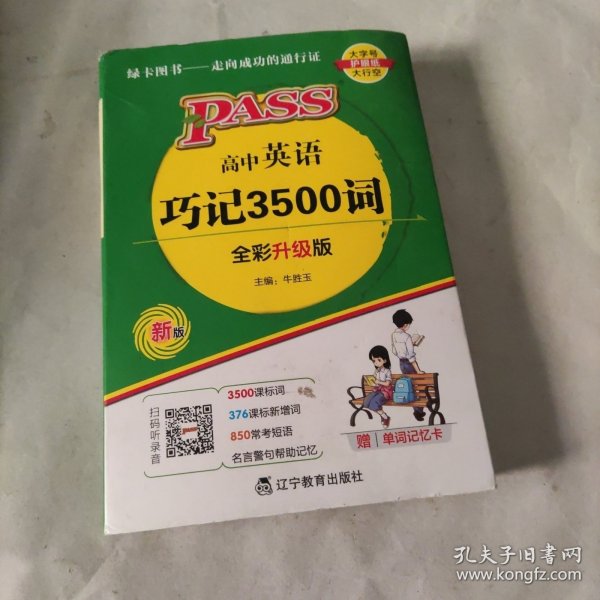 绿卡图书——走向成功的通行证
大字号
护眼纸
大行空
PASS
高中英语
巧记3500词
全彩升级版
主编：牛胜玉
新版
扫码听录音
pass
3500课标词
376课标新增词
850常考短语
名言警句帮助记忆
赠 单词记忆卡
辽宁教育出版社
孔夫子旧书网
www.kongfz.com